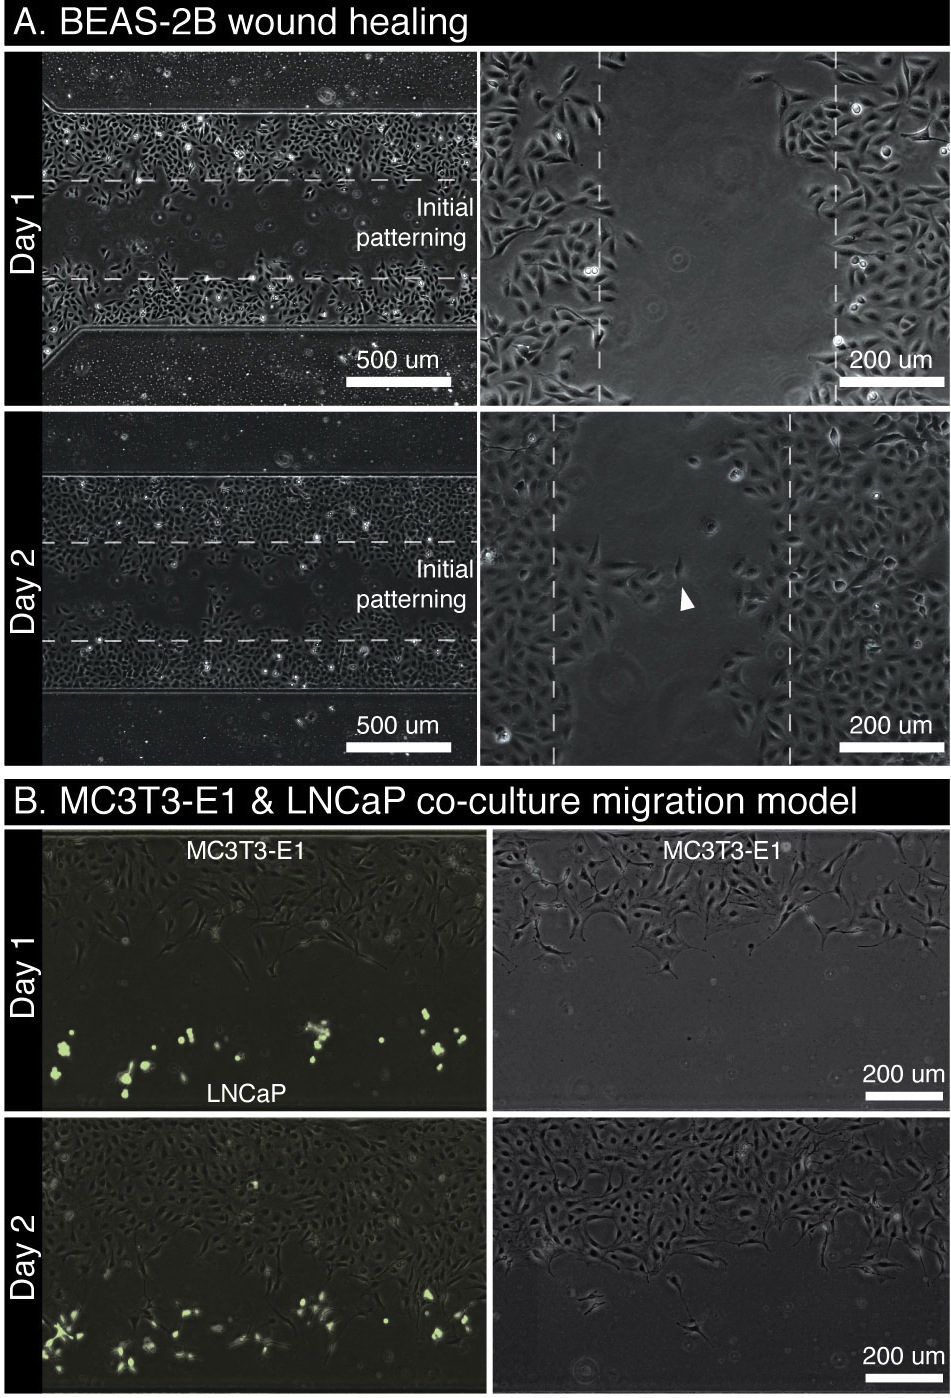 A. BEAS-2B wound healing
Day 1
Initial
patterning
500 um
200 um
Day 2
Initial
patterning
500 um
200 um
B. MC3T3-E1 & LNCaP co-culture migration model
Day 1
MC3T3-E1
LNCaP
MC3T3-E1
200 um
Day 2
200 um